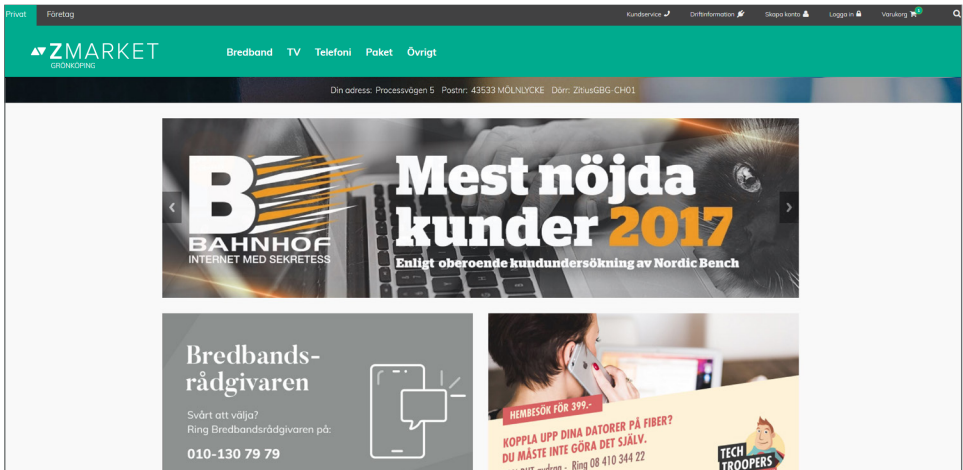 Privat Företag Kundservice Driftinformation Skapa konto Logga in Varukorg 1
ZMARKET
GRÖNKÖPING
Bredband TV Telefoni Paket Övrigt
Din adress: Processvägen 5 Postnr: 43533 MÖLNLYCKE Dörr: ZitiusGBG-CH01
B
BAHNHOF
INTERNET MED SEKRETESS
Mest nöjda
kunder 2017
Enligt oberoende kundundersökning av Nordic Bench
Bredbands-
rådgivaren
Svårt att välja?
Ring Bredbandsrådgivaren på:
010-130 79 79
HEMBESÖK FÖR 399.-
KOPPLA UPP DINA DATORER PÅ FIBER?
DU MÅSTE INTE GÖRA DET SJÄLV.
- Ring 08 410 344 22
TECH
TROOPERS